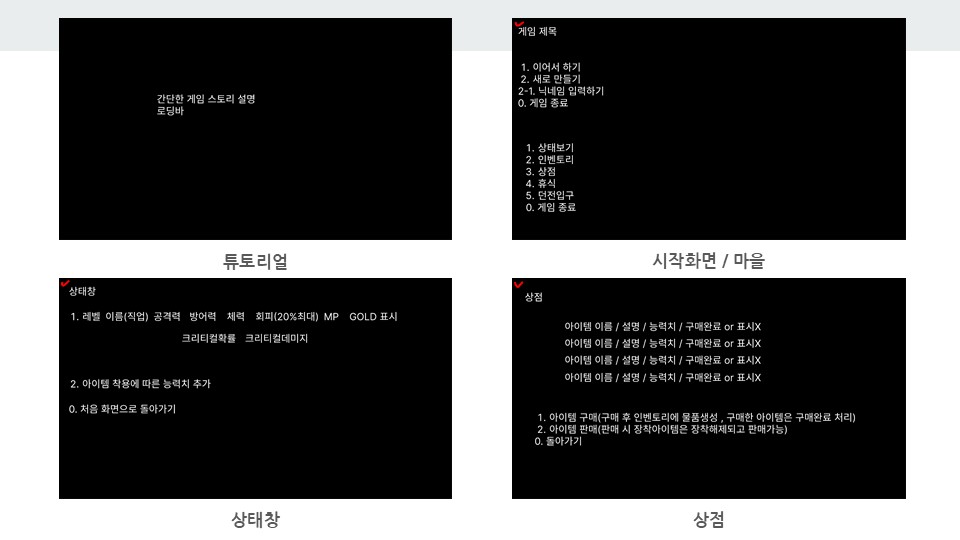 간단한 게임 스토리 설명
로딩바
튜토리얼
게임 제목
1. 이어서 하기
2. 새로 만들기
2-1. 닉네임 입력하기
0. 게임 종료
1. 상태보기
2. 인벤토리
3. 상점
4. 휴식
5. 던전입구
0. 게임 종료
시작화면 / 마을
상태창
1. 레벨 이름(직업) 공격력 방어력 체력 회피(20%최대) MP GOLD 표시
크리티컬확률 크리티컬데미지
2. 아이템 착용에 따른 능력치 추가
0. 처음 화면으로 돌아가기
상태창
상점
아이템 이름 / 설명 / 능력치 / 구매완료 or 표시X
아이템 이름 / 설명 / 능력치 / 구매완료 or 표시X
아이템 이름 / 설명 / 능력치 / 구매완료 or 표시X
아이템 이름 / 설명 / 능력치 / 구매완료 or 표시X
1. 아이템 구매(구매 후 인벤토리에 물품생성 , 구매한 아이템은 구매완료 처리)
2. 아이템 판매(판매 시 장착아이템은 장착해제되고 판매가능)
0. 돌아가기
상점